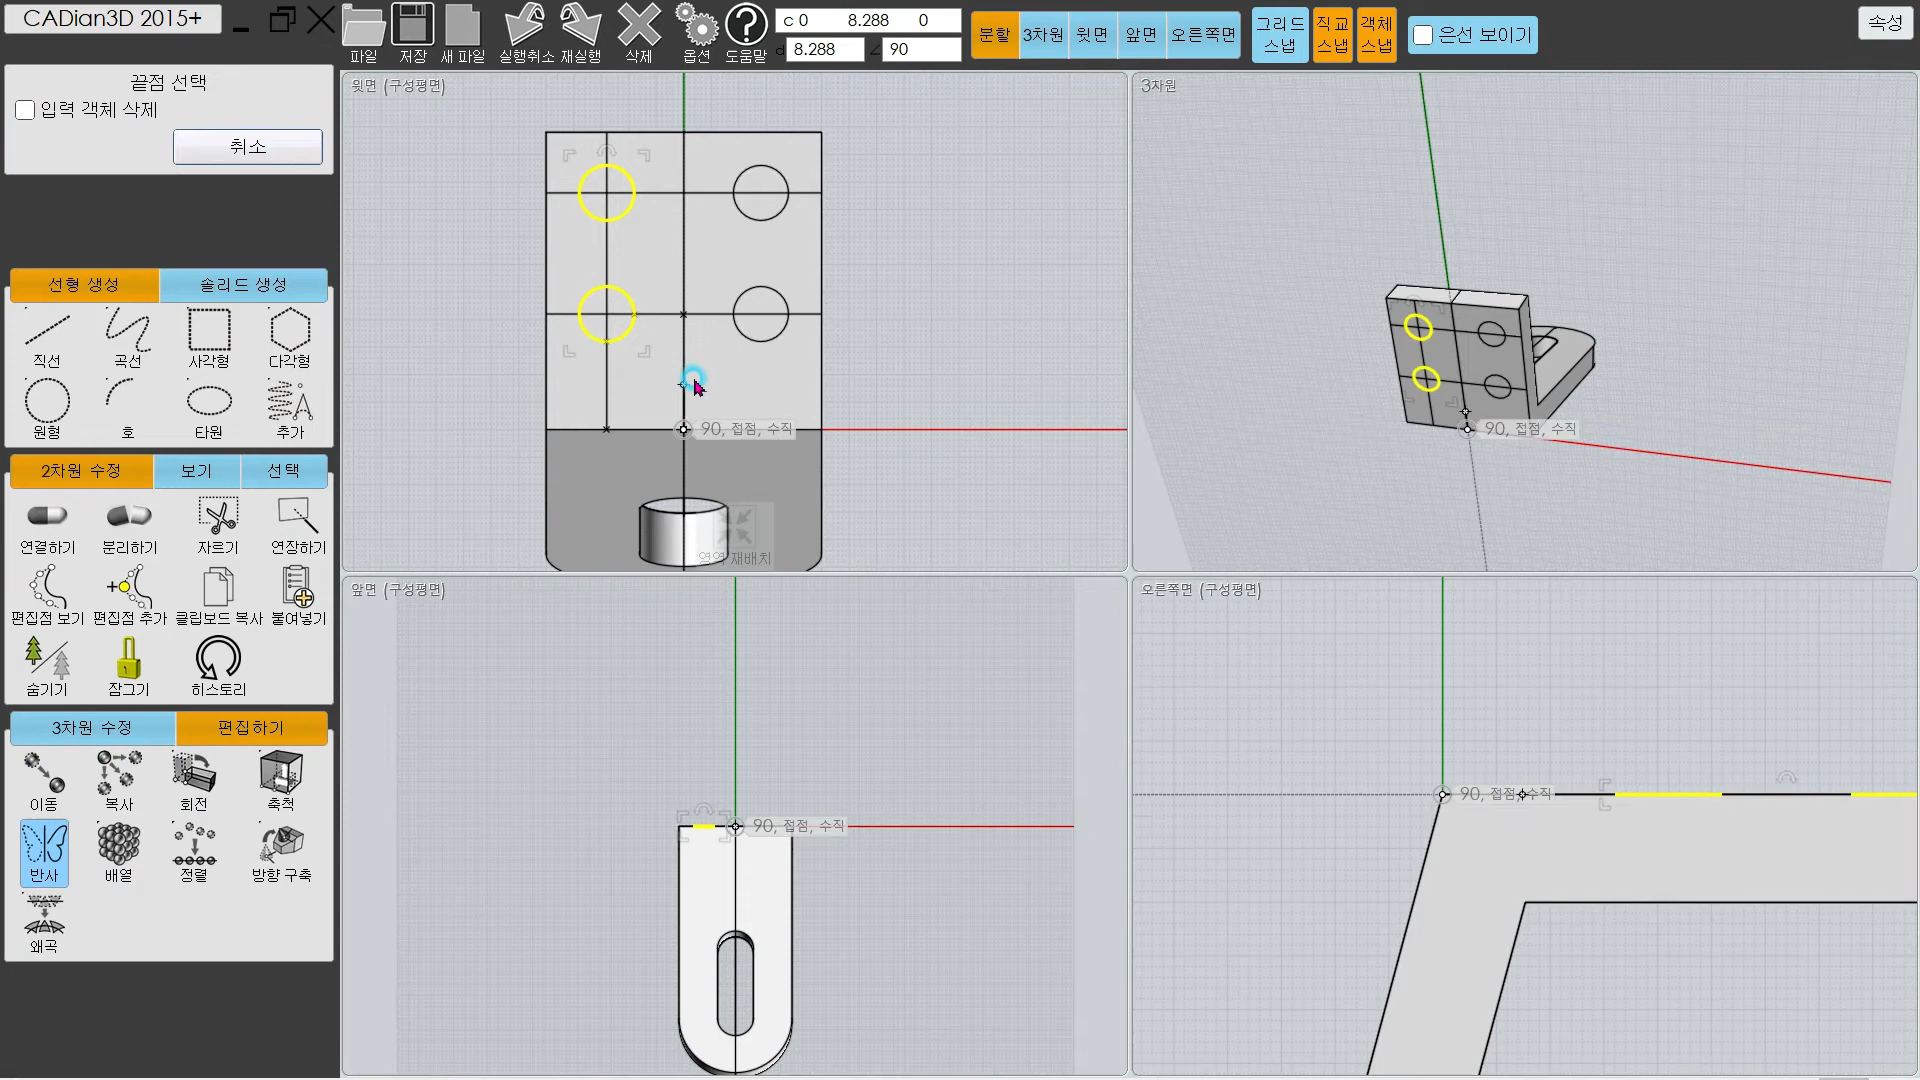 CADian3D 2015+
파일
저장
새 파일
실행취소
재실행
삭제
옵션
도움말
c 0 8.288 0
d 8.288 ∠ 90
분할
3차원
윗면
앞면
오른쪽면
그리드
스냅
직교
스냅
객체
스냅
은선 보이기
속성
끝점 선택
입력 객체 삭제
취소
선형 생성
솔리드 생성
직선
곡선
사각형
다각형
원형
호
타원
추가
2차원 수정
보기
선택
연결하기
분리하기
자르기
연장하기
편집점 보기
편집점 추가
클립보드 복사
붙여넣기
숨기기
잠그기
히스토리
3차원 수정
편집하기
이동
복사
회전
축척
반사
배열
정렬
방향 구축
왜곡
윗면 (구성평면)
90, 접점, 수직
영역 재배치
3차원
90, 접점, 수직
앞면 (구성평면)
90, 접점, 수직
오른쪽면 (구성평면)
90, 접점, 수직